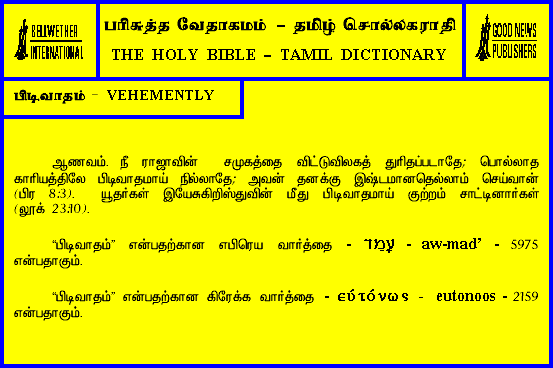 BELLWETHER
INTERNATIONAL
பரிசுத்த வேதாகமம் – தமிழ் சொல்லகராதி
THE HOLY BIBLE – TAMIL DICTIONARY
GOOD NEWS
PUBLISHERS
பிடிவாதம் - VEHEMENTLY
ஆணவம். நீ ராஜாவின் சமுகத்தை விட்டுவிலகத் துரிதப்படாதே; பொல்லாத
காரியத்திலே பிடிவாதமாய் நில்லாதே; அவன் தனக்கு இஷ்டமானதெல்லாம் செய்வான்
(பிர 8:3). யூதர்கள் இயேசுகிறிஸ்துவின் மீது பிடிவாதமாய் குற்றம் சாட்டினார்கள்
(லூக் 23:10).
“பிடிவாதம்” என்பதற்கான எபிரெய வார்த்தை - עָמַד - aw-mad’ - 5975
என்பதாகும்.
“பிடிவாதம்” என்பதற்கான கிரேக்க வார்த்தை - εὐτόνως - eutonoos - 2159
என்பதாகும்.